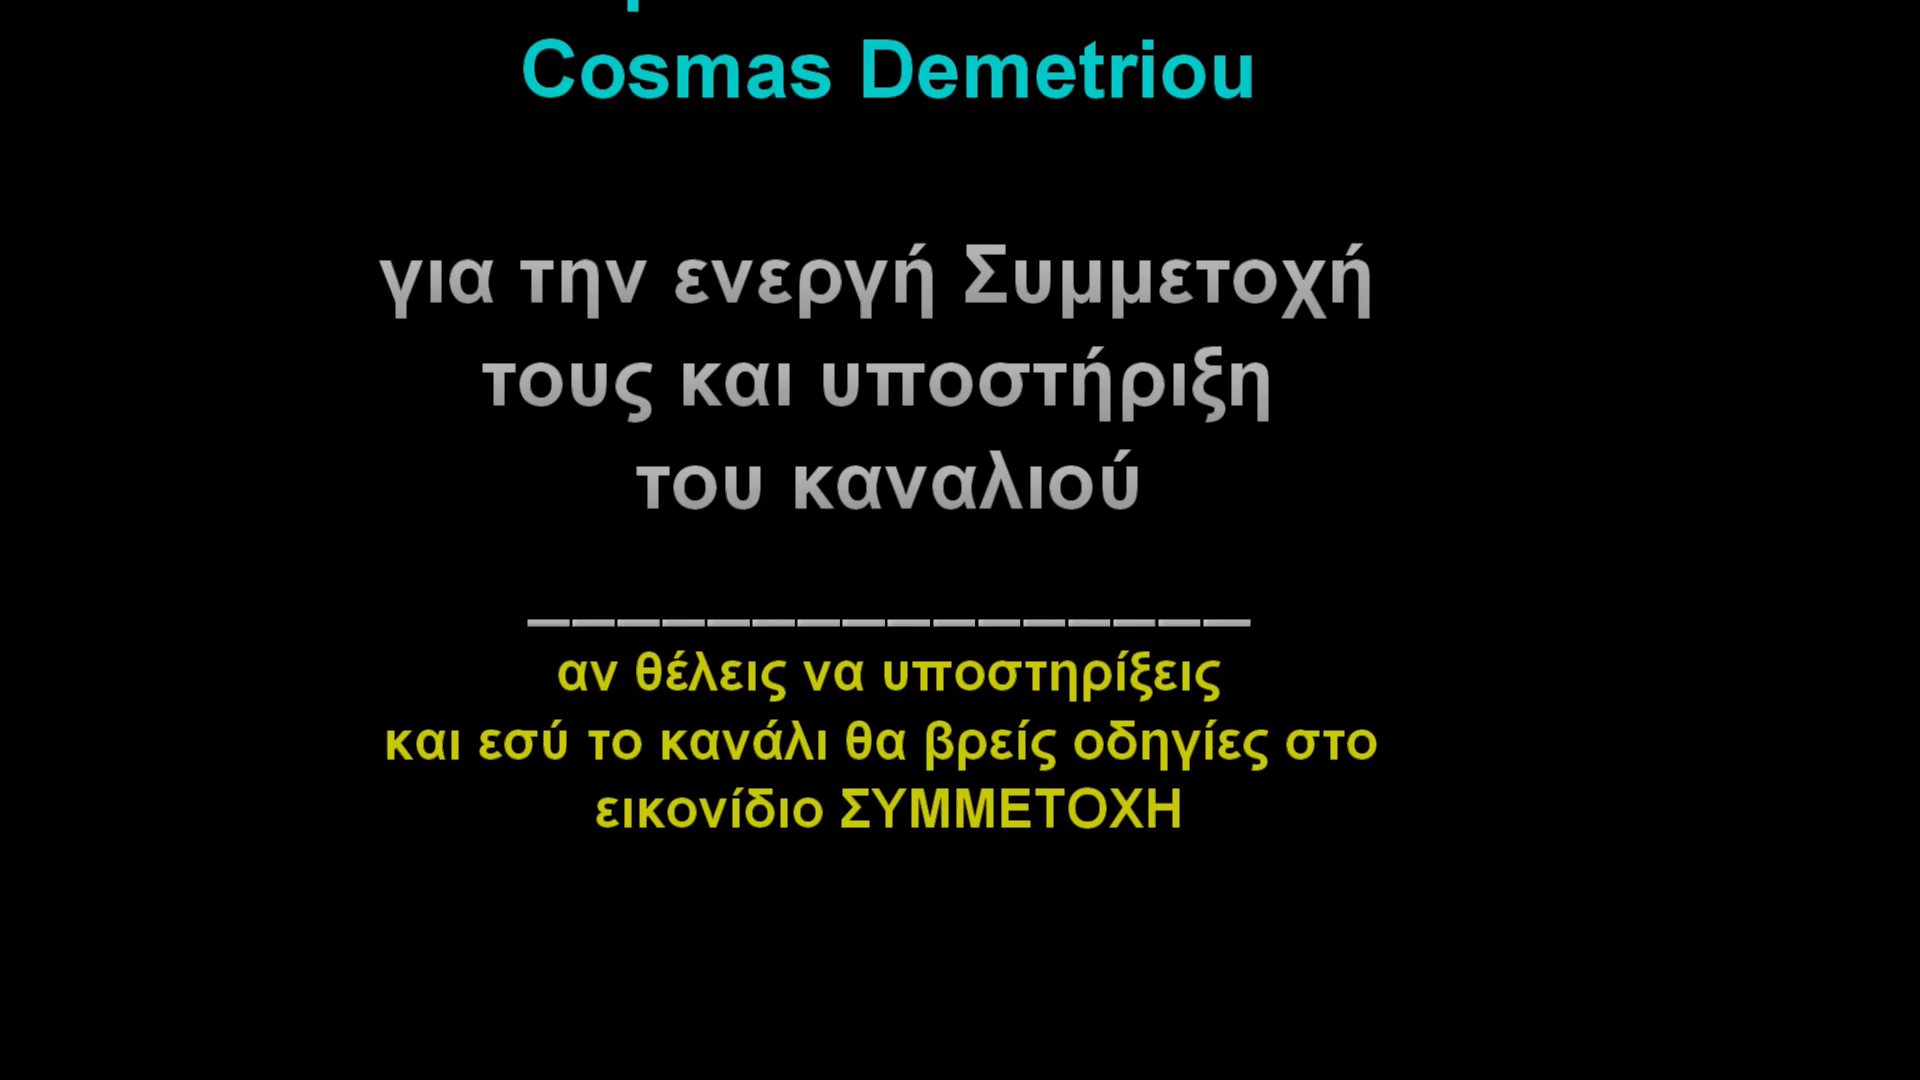 Cosmas Demetriou
για την ενεργή Συμμετοχή
τους και υποστήριξη
του καναλιού
________________
αν θέλεις να υποστηρίξεις
και εσύ το κανάλι θα βρείς οδηγίες στο
εικονίδιο ΣΥΜΜΕΤΟΧΗ